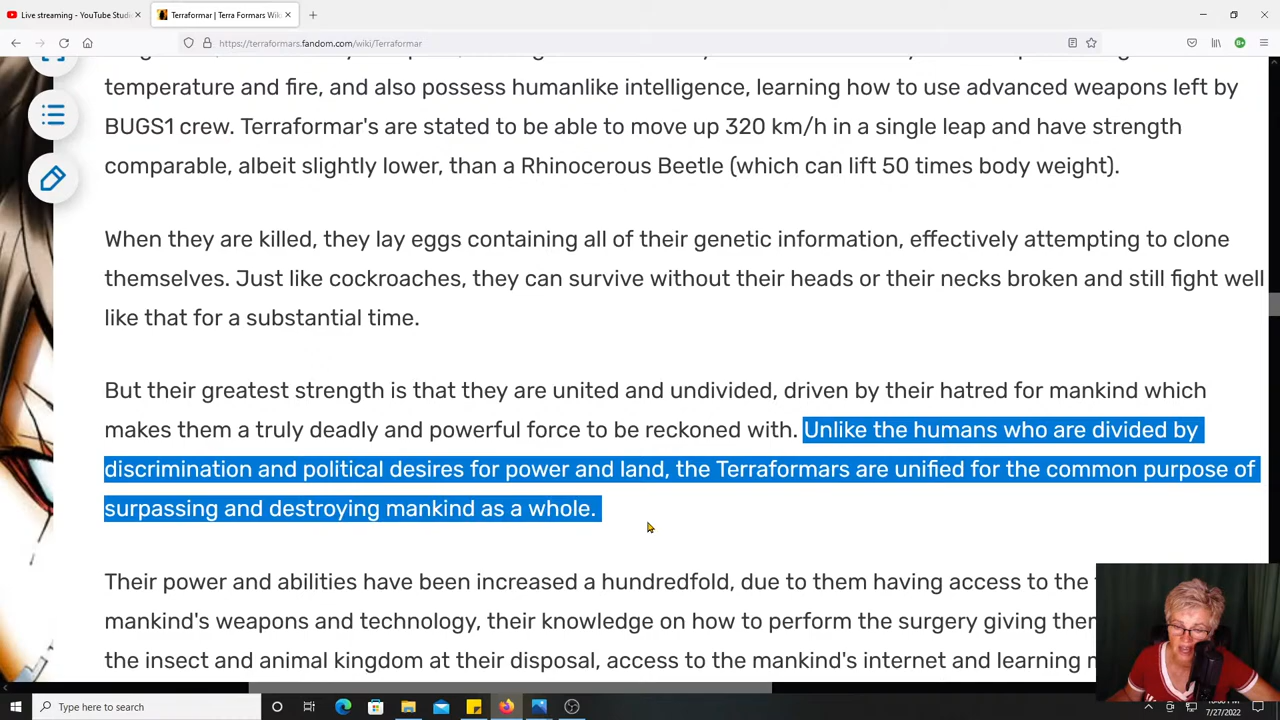 Live streaming - YouTube Studi
Terraformar | Terra Formars Wiki
https://terraformars.fandom.com/wiki/Terraformar
temperature and fire, and also possess humanlike intelligence, learning how to use advanced weapons left by
BUGS1 crew. Terraformar's are stated to be able to move up 320 km/h in a single leap and have strength
comparable, albeit slightly lower, than a Rhinocerous Beetle (which can lift 50 times body weight).
When they are killed, they lay eggs containing all of their genetic information, effectively attempting to clone
themselves. Just like cockroaches, they can survive without their heads or their necks broken and still fight well
like that for a substantial time.
But their greatest strength is that they are united and undivided, driven by their hatred for mankind which
makes them a truly deadly and powerful force to be reckoned with. Unlike the humans who are divided by
discrimination and political desires for power and land, the Terraformars are unified for the common purpose of
surpassing and destroying mankind as a whole.
Their power and abilities have been increased a hundredfold, due to them having access to the
mankind's weapons and technology, their knowledge on how to perform the surgery giving them
the insect and animal kingdom at their disposal, access to the mankind's internet and learning
Type here to search
7/27/2022